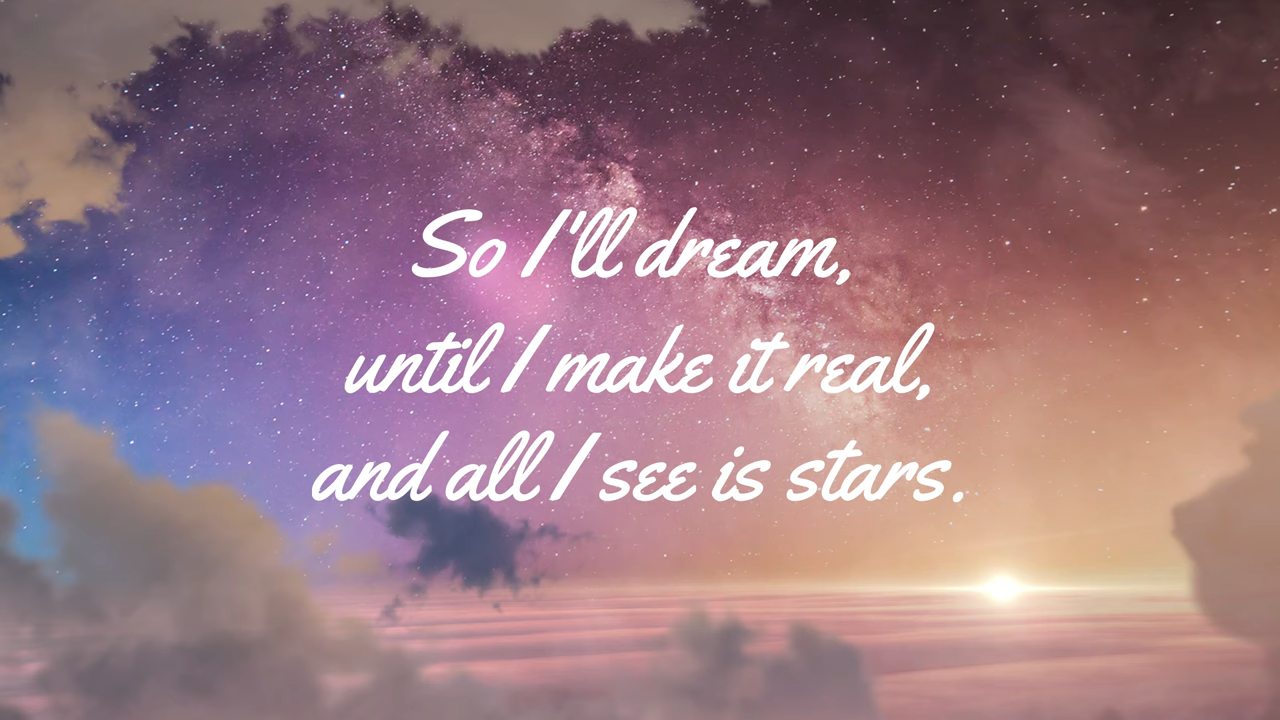 So I'll dream,
until I make it real,
and all I see is stars.